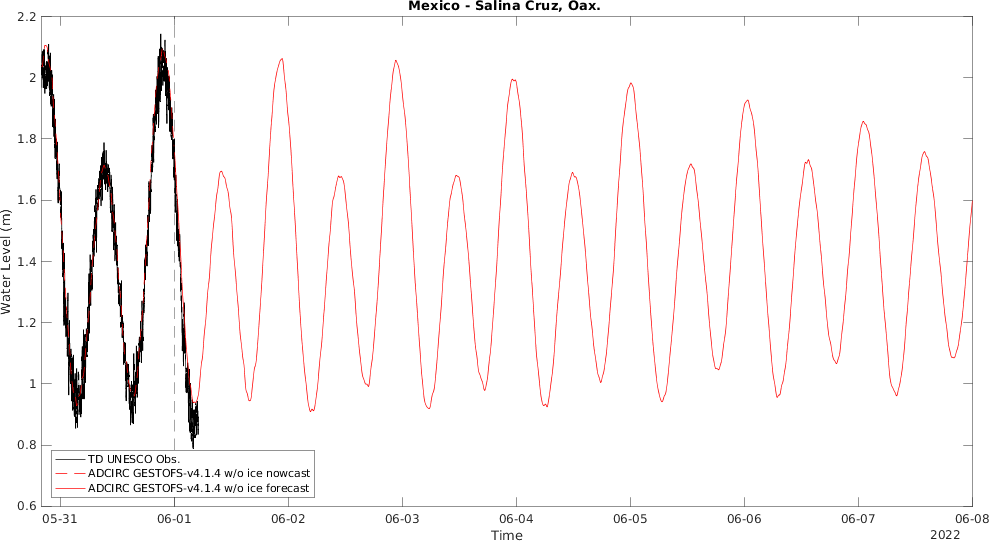 Mexico - Salina Cruz, Oax.
Water Level (m)
2.2
2
1.8
1.6
1.4
1.2
1
0.8
0.6
TD UNESCO Obs.
ADCIRC GESTOFS-v4.1.4 w/o ice nowcast
ADCIRC GESTOFS-v4.1.4 w/o ice forecast
05-31 06-01 06-02 06-03 06-04 06-05 06-06 06-07 06-08
Time
2022